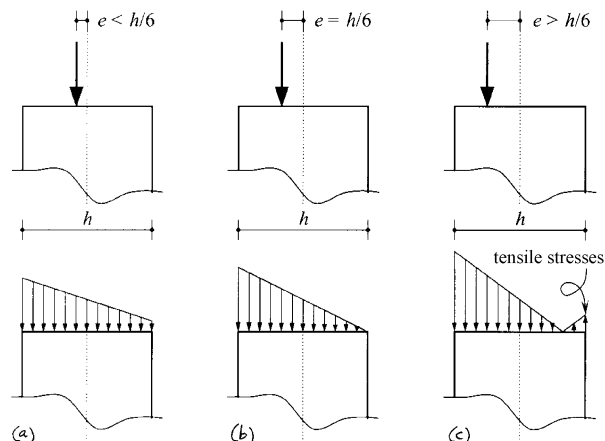 e < h/6
e = h/6
e > h/6
h
h
h
tensile stresses
(a)
(b)
(c)